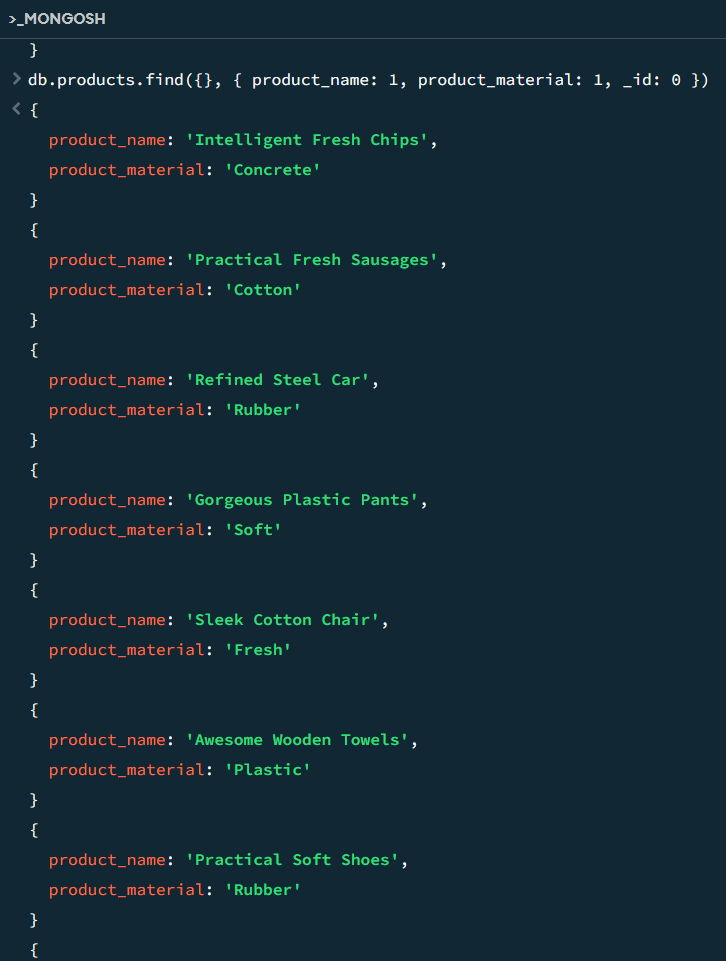 >_MONGOSH
}
> db.products.find({}, { product_name: 1, product_material: 1, _id: 0 })
< {
product_name: 'Intelligent Fresh Chips',
product_material: 'Concrete'
}
{
product_name: 'Practical Fresh Sausages',
product_material: 'Cotton'
}
{
product_name: 'Refined Steel Car',
product_material: 'Rubber'
}
{
product_name: 'Gorgeous Plastic Pants',
product_material: 'Soft'
}
{
product_name: 'Sleek Cotton Chair',
product_material: 'Fresh'
}
{
product_name: 'Awesome Wooden Towels',
product_material: 'Plastic'
}
{
product_name: 'Practical Soft Shoes',
product_material: 'Rubber'
}
{